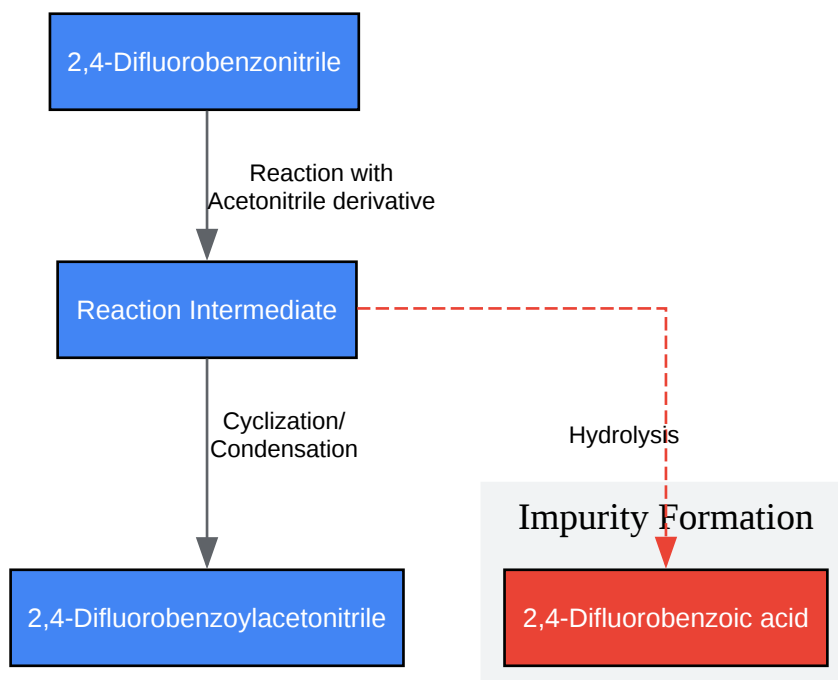 2,4-Difluorobenzonitrile
Reaction with
Acetonitrile derivative
Reaction Intermediate
Cyclization/
Condensation
Hydrolysis
Impurity Formation
2,4-Difluorobenzoylacetonitrile
2,4-Difluorobenzoic acid